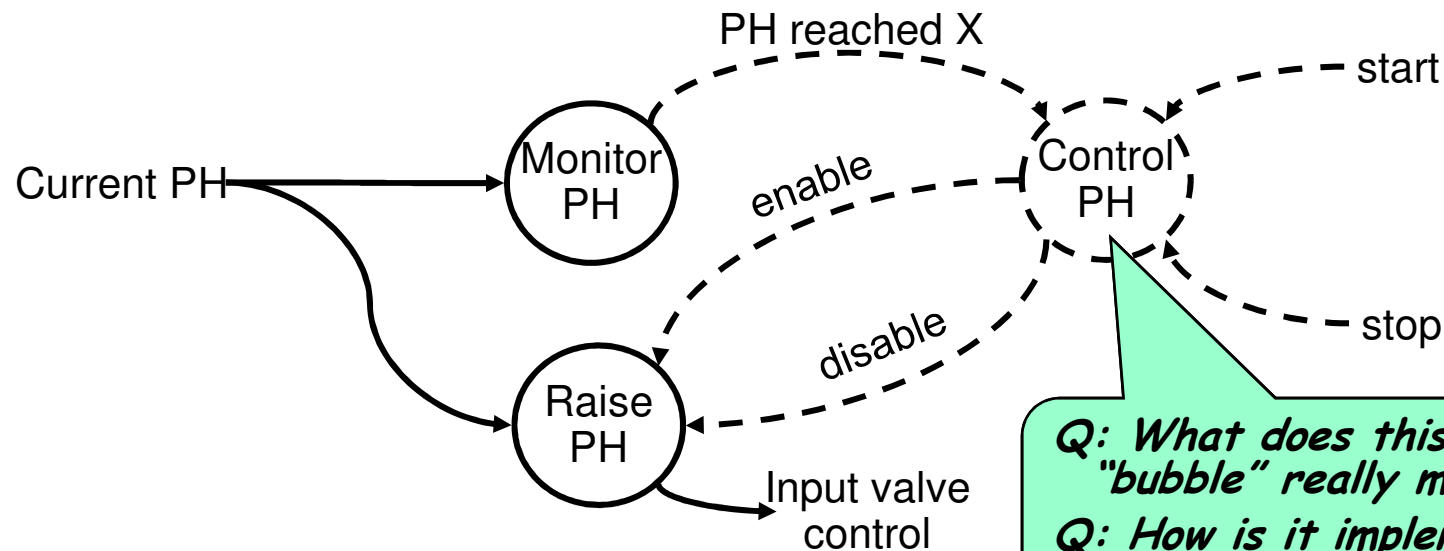 PH reached X
start
Monitor
PH
Control
PH
Current PH
enable
stop
disable
Raise
PH
Q: What does this
"bubble" really
Input valve
control
Q: How is it